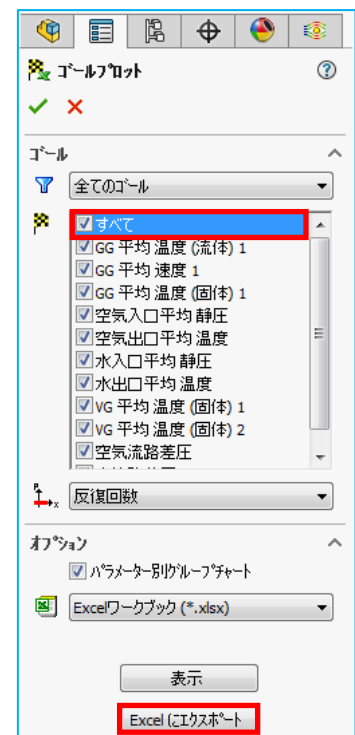 ゴールプロット
ゴール
全てのゴール
すべて
GG 平均 温度 (流体) 1
GG 平均 速度 1
GG 平均 温度 (固体) 1
空気入口平均 静圧
空気出口平均 温度
水入口平均 静圧
水出口平均 温度
VG 平均 温度 (固体) 1
VG 平均 温度 (固体) 2
空気流路差圧
反復回数
オプション
パラメーター別グループチャート
Excelワークブック (*.xlsx)
表示
Excel にエクスポート